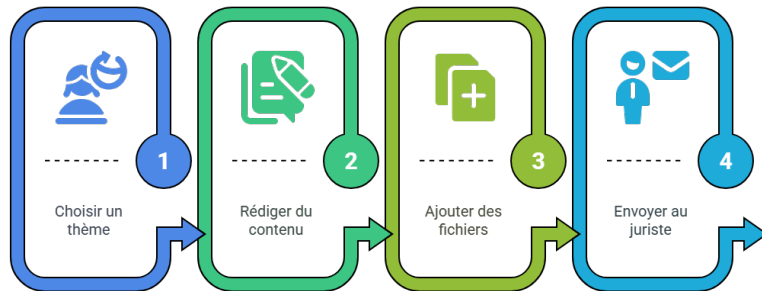 1
Choisir un
thème
2
Rédiger du
contenu
3
Ajouter des
fichiers
4
Envoyer au
juriste